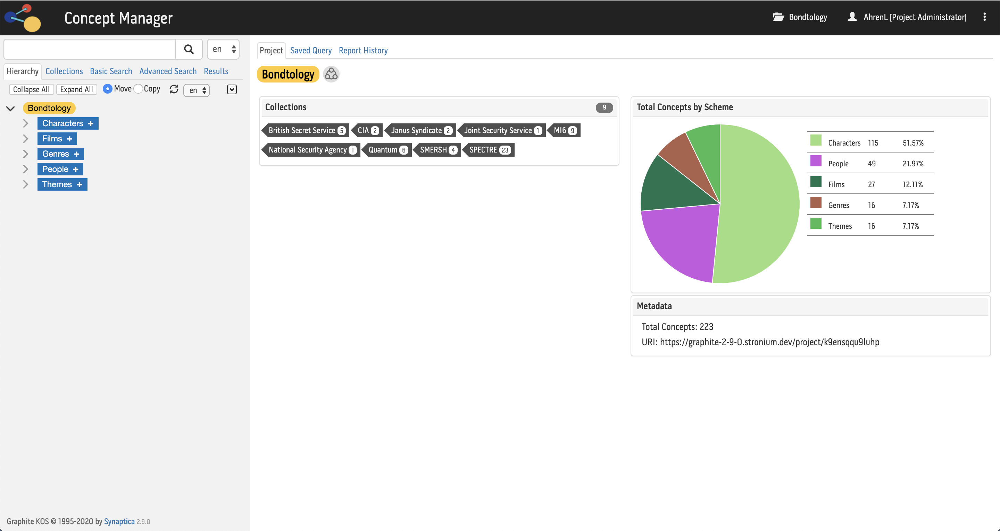 Concept Manager
Bondtology
AhrenL [Project Administrator]
en
Hierarchy Collections Basic Search Advanced Search Results
Collapse All Expand All Move Copy en
Bondtology
Characters +
Films +
Genres +
People +
Themes +
Graphite KOS © 1995-2020 by Synaptica 2.9.0
Project Saved Query Report History
Bondtology
Collections 9
British Secret Service 5 CIA 2 Janus Syndicate 2 Joint Security Service 1 MI6 9
National Security Agency 1 Quantum 6 SMERSH 4 SPECTRE 23
Total Concepts by Scheme
Characters 115 51.57%
People 49 21.97%
Films 27 12.11%
Genres 16 7.17%
Themes 16 7.17%
Metadata
Total Concepts: 223
URI: https://graphite-2-9-0.stronium.dev/project/k9ensqqu9luhp